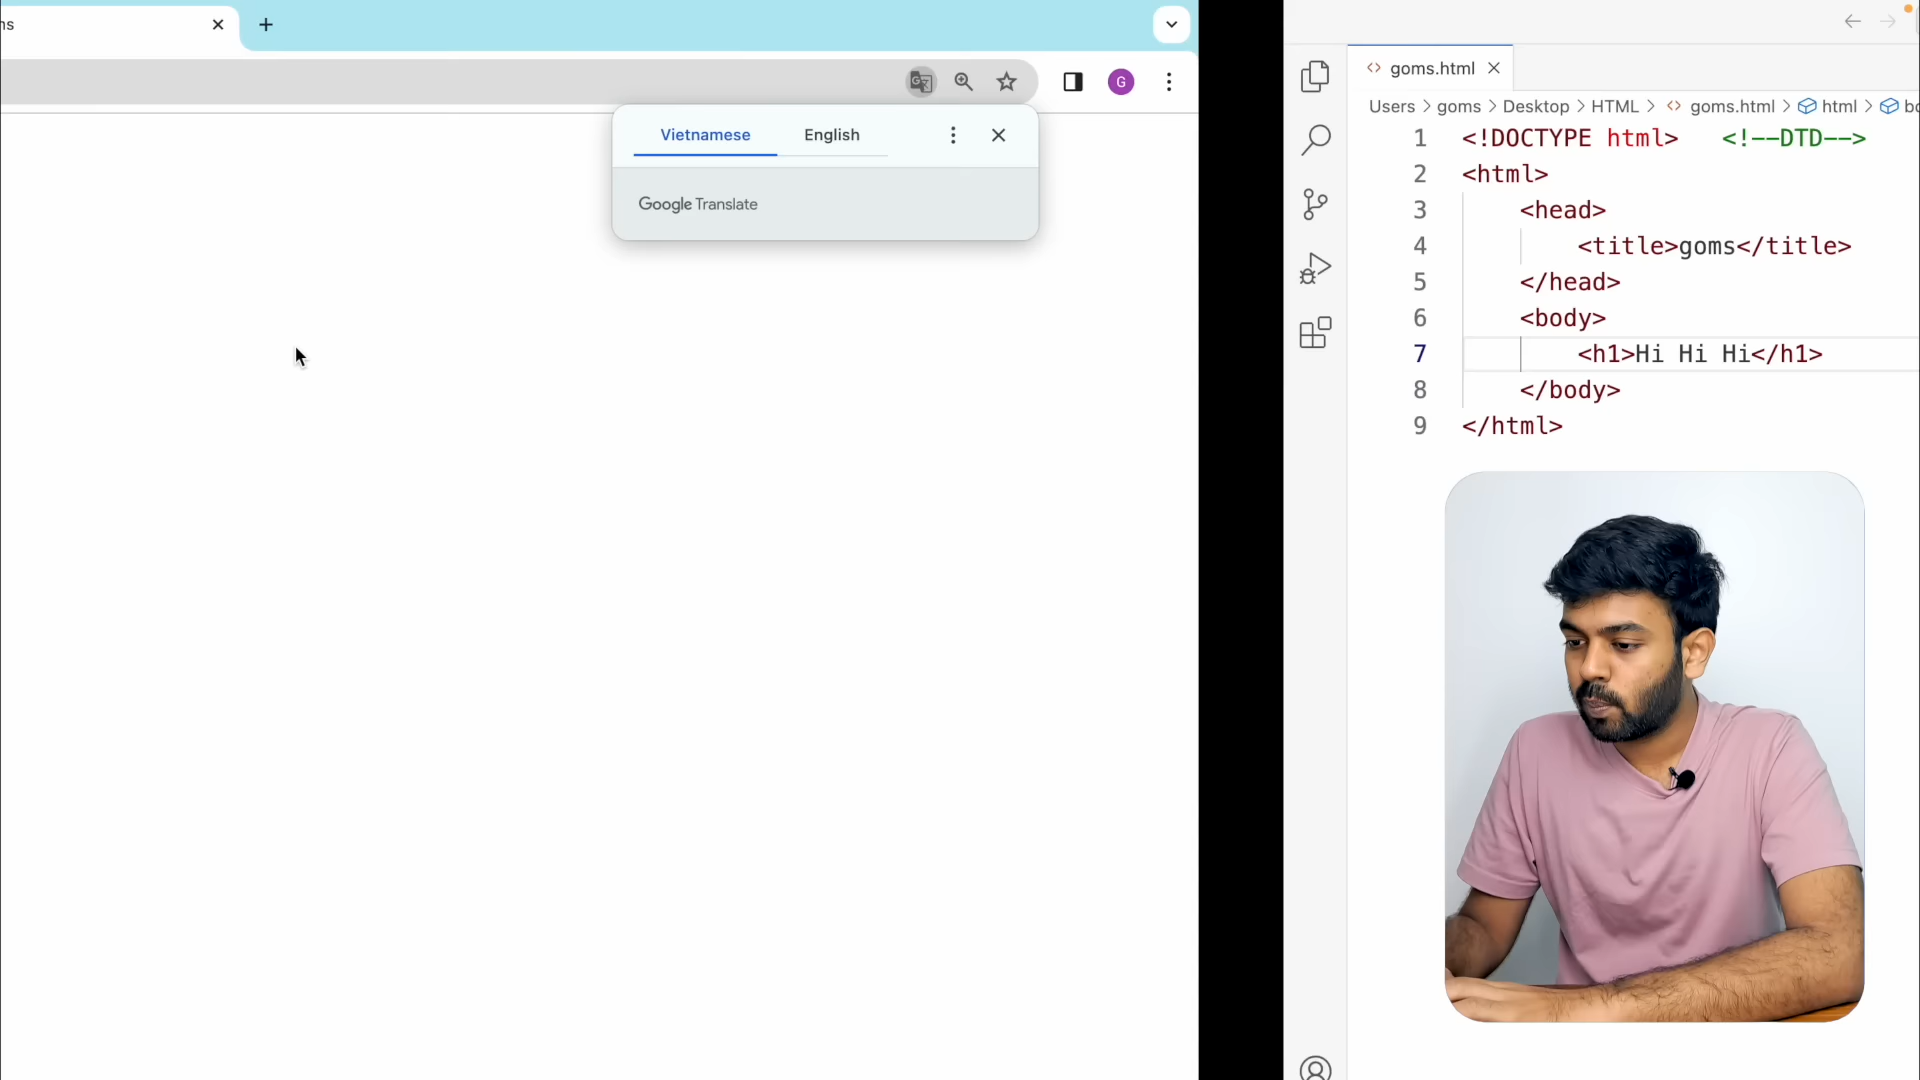 ms
G
Vietnamese English
Google Translate
goms.html
Users > goms > Desktop > HTML > <> goms.html > html > bo
1 <!DOCTYPE html> <!--DTD-->
2 <html>
3 <head>
4 <title>goms</title>
5 </head>
6 <body>
7 <h1>Hi Hi Hi</h1>
8 </body>
9 </html>